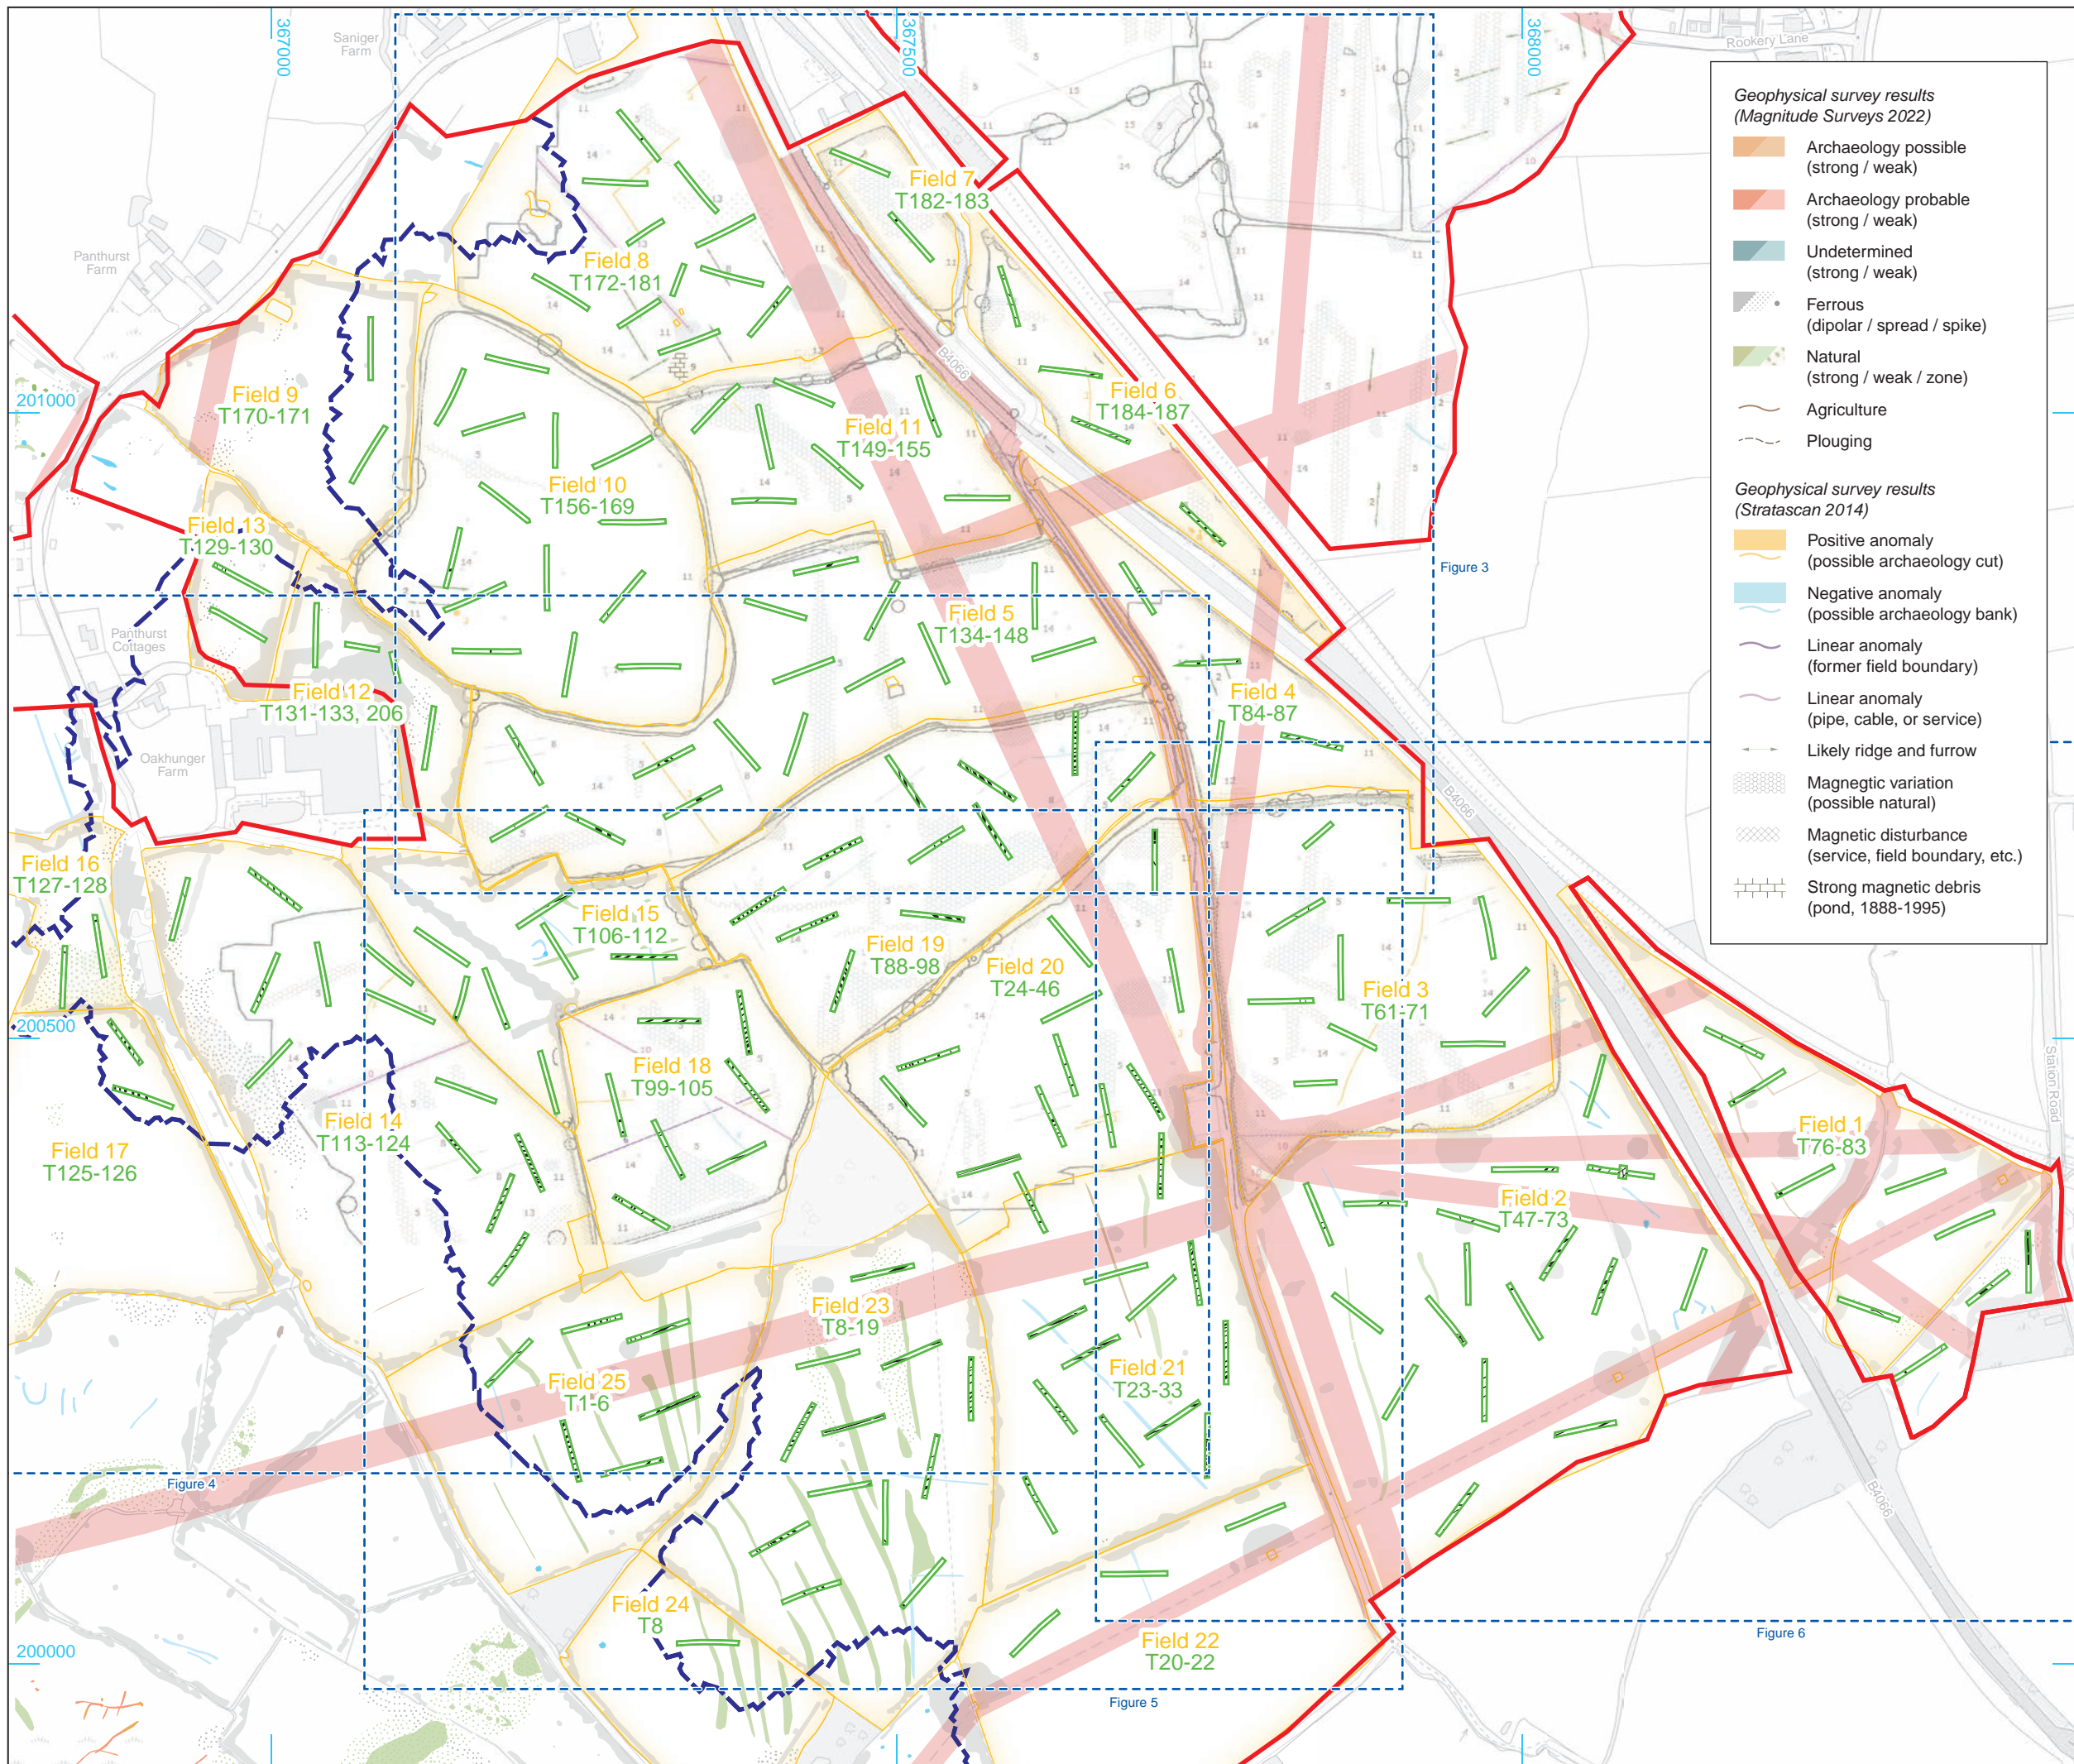 Saniger
Farm
367000
367500
368000
Rookery Lane
Geophysical survey results
(Magnitude Surveys 2022)
Archaeology possible
(strong / weak)
Archaeology probable
(strong / weak)
Undetermined
(strong / weak)
Ferrous
(dipolar / spread / spike)
Natural
(strong / weak / zone)
Agriculture
Plouging
Geophysical survey results
(Stratascan 2014)
Positive anomaly
(possible archaeology cut)
Negative anomaly
(possible archaeology bank)
Linear anomaly
(former field boundary)
Linear anomaly
(pipe, cable, or service)
Likely ridge and furrow
Magnegtic variation
(possible natural)
Magnetic disturbance
(service, field boundary, etc.)
Strong magnetic debris
(pond, 1888-1995)
Field 7
T182-183
Panthurst
Farm
Field 8
T172-181
B4066
201000
Field 9
T170-171
Field 6
T184-187
Field 11
T149-155
Field 10
T156-169
Field 13
T129-130
Figure 3
Panthurst
Cottages
Field 5
T134-148
Field 12
T131-133, 206
Field 4
T84-87
Oakhunger
Farm
B4066
Field 16
T127-128
Field 15
T106-112
Field 19
T88-98
Field 20
T24-46
Field 3
T61-71
200500
Field 18
T99-105
Station Road
Field 14
T113-124
Field 1
T76-83
Field 17
T125-126
Field 2
T47-73
Field 23
T8-19
Field 25
T1-6
Field 21
T23-33
Figure 4
B4066
Field 24
T8
Field 22
T20-22
Figure 6
200000
Figure 5